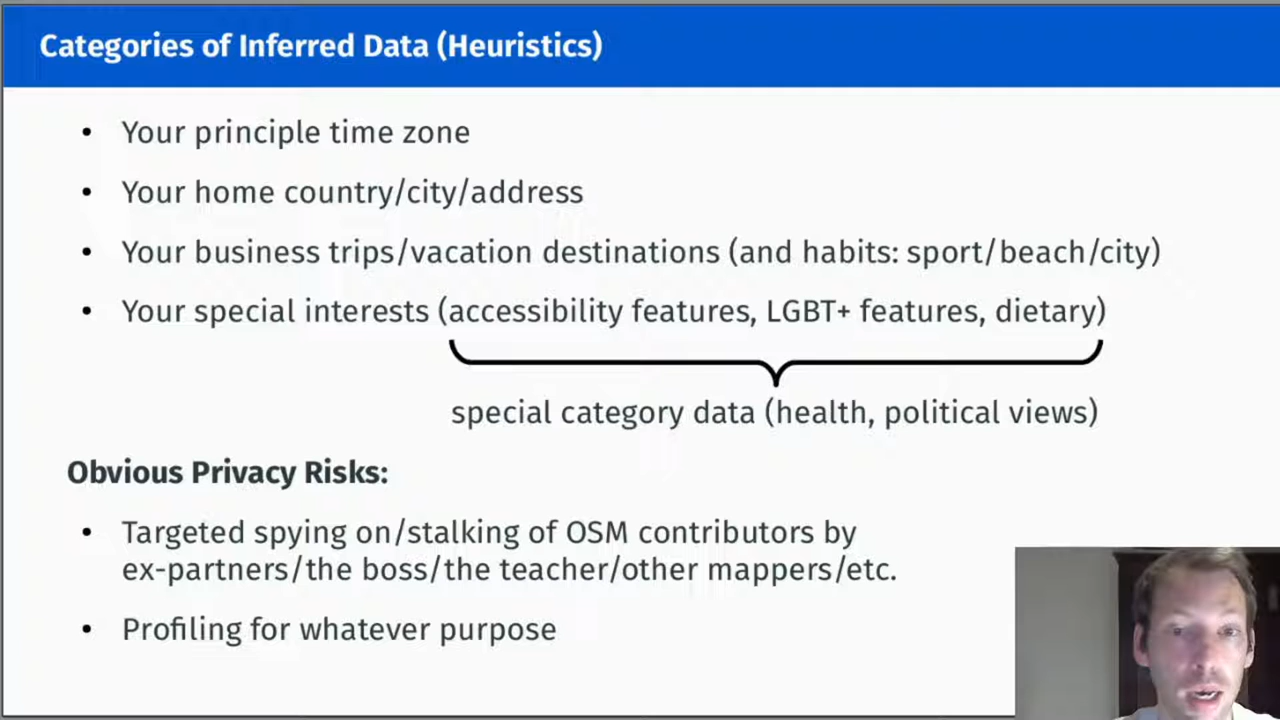 Categories of Inferred Data (Heuristics)
• Your principle time zone
• Your home country/city/address
• Your business trips/vacation destinations (and habits: sport/beach/city)
• Your special interests (accessibility features, LGBT+ features, dietary)
special category data (health, political views)
Obvious Privacy Risks:
• Targeted spying on/stalking of OSM contributors by
ex-partners/the boss/the teacher/other mappers/etc.
• Profiling for whatever purpose